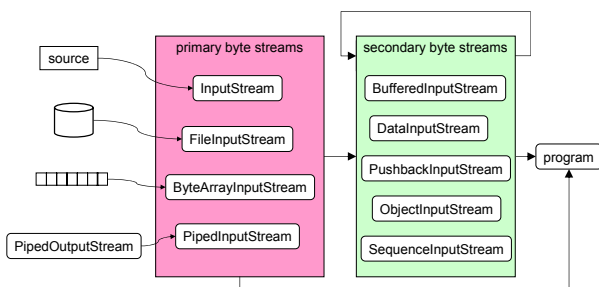 primary byte streams
secondary byte streams
source
InputStream
BufferedInputStream
FileInputStream
DataInputStream
program
PushbackInputStream
ByteArrayInputStream
ObjectInputStream
PipedOutputStream
PipedInputStream
SequenceInputStream